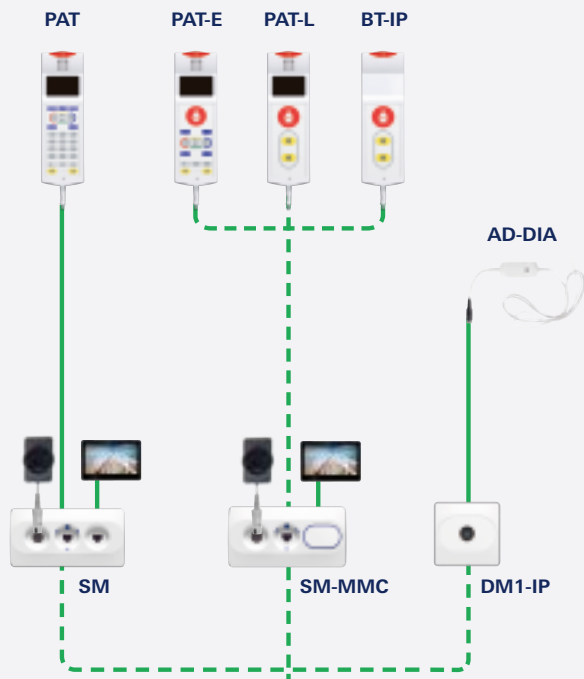 PAT
PAT-E
PAT-L
BT-IP
AD-DIA
SM
SM-MMC
DM1-IP